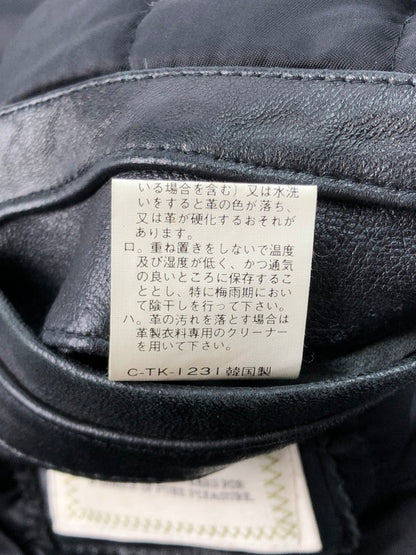 いる場合を含む）又は水洗
いをすると革の色が落ち、
又は革が硬化するおそれが
あります。
ロ。重ね置きをしないで温度
及び湿度が低く、かつ通気
の良いところに保存するこ
ととし、特に梅雨期におい
て陰干しを行って下さい。
ハ。革の汚れを落とす場合は
革製衣料専用のクリーナー
を用いて下さい。
C-TK-1231韓国製
PURE PLEASURE.